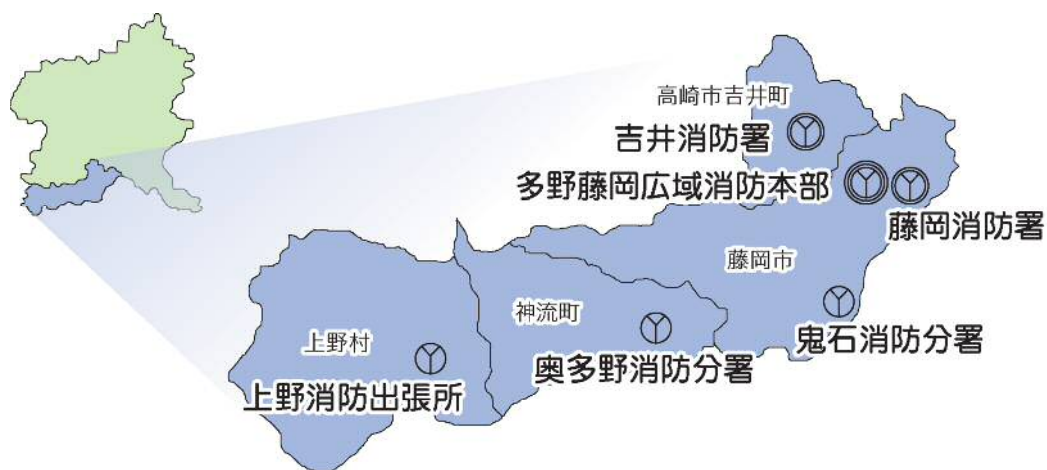 高崎市吉井町
吉井消防署
多野藤岡広域消防本部
藤岡消防署
藤岡市
鬼石消防分署
神流町
奥多野消防分署
上野村
上野消防出張所